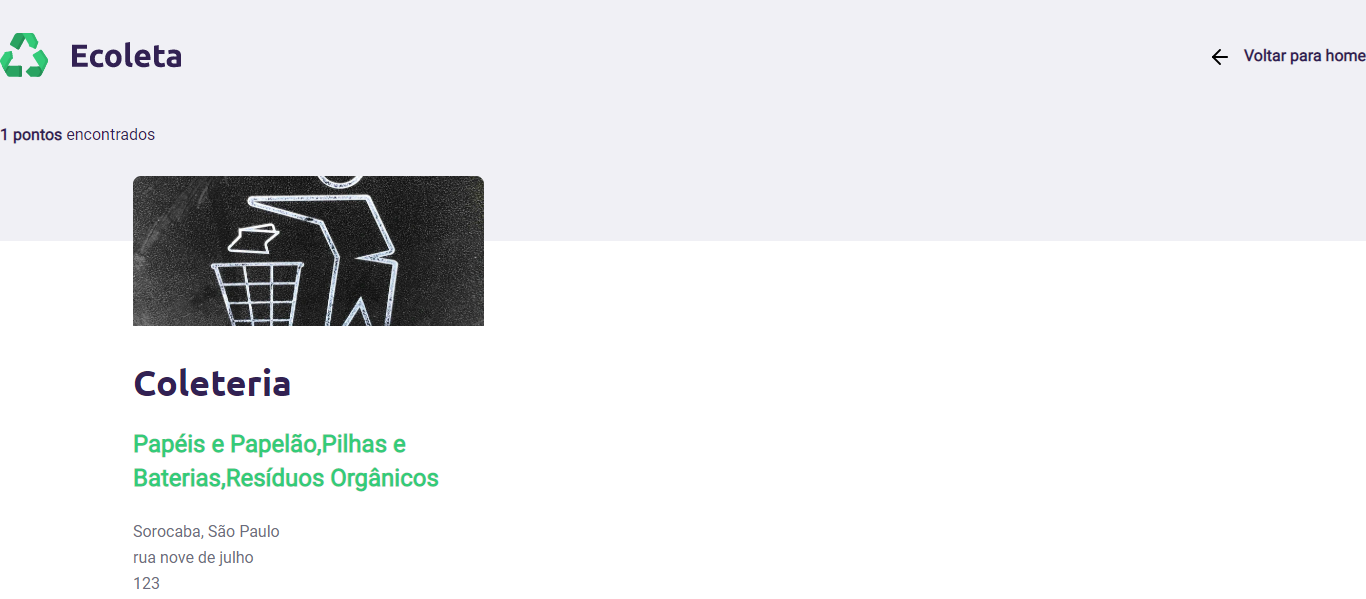 Ecoleta
Voltar para home
1 pontos encontrados
Coleteria
Papéis e Papelão,Pilhas e
Baterias,Resíduos Orgânicos
Sorocaba, São Paulo
rua nove de julho
123